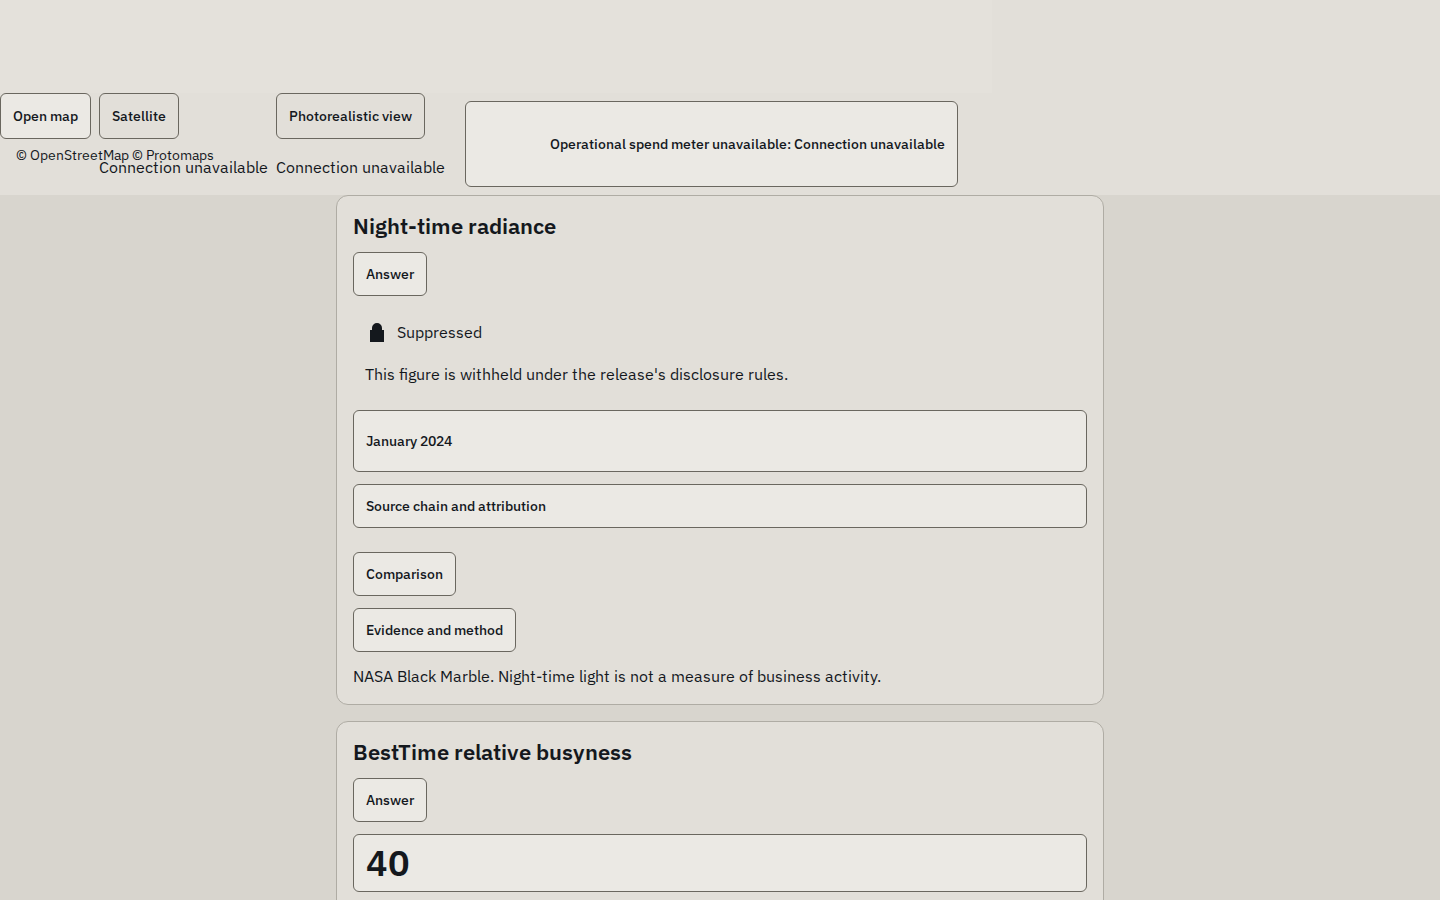 Open map
Satellite
Photorealistic view
Operational spend meter unavailable: Connection unavailable
© OpenStreetMap © Protomaps
Connection unavailable
Connection unavailable
Night-time radiance
Answer
Suppressed
This figure is withheld under the release's disclosure rules.
January 2024
Source chain and attribution
Comparison
Evidence and method
NASA Black Marble. Night-time light is not a measure of business activity.
BestTime relative busyness
Answer
40